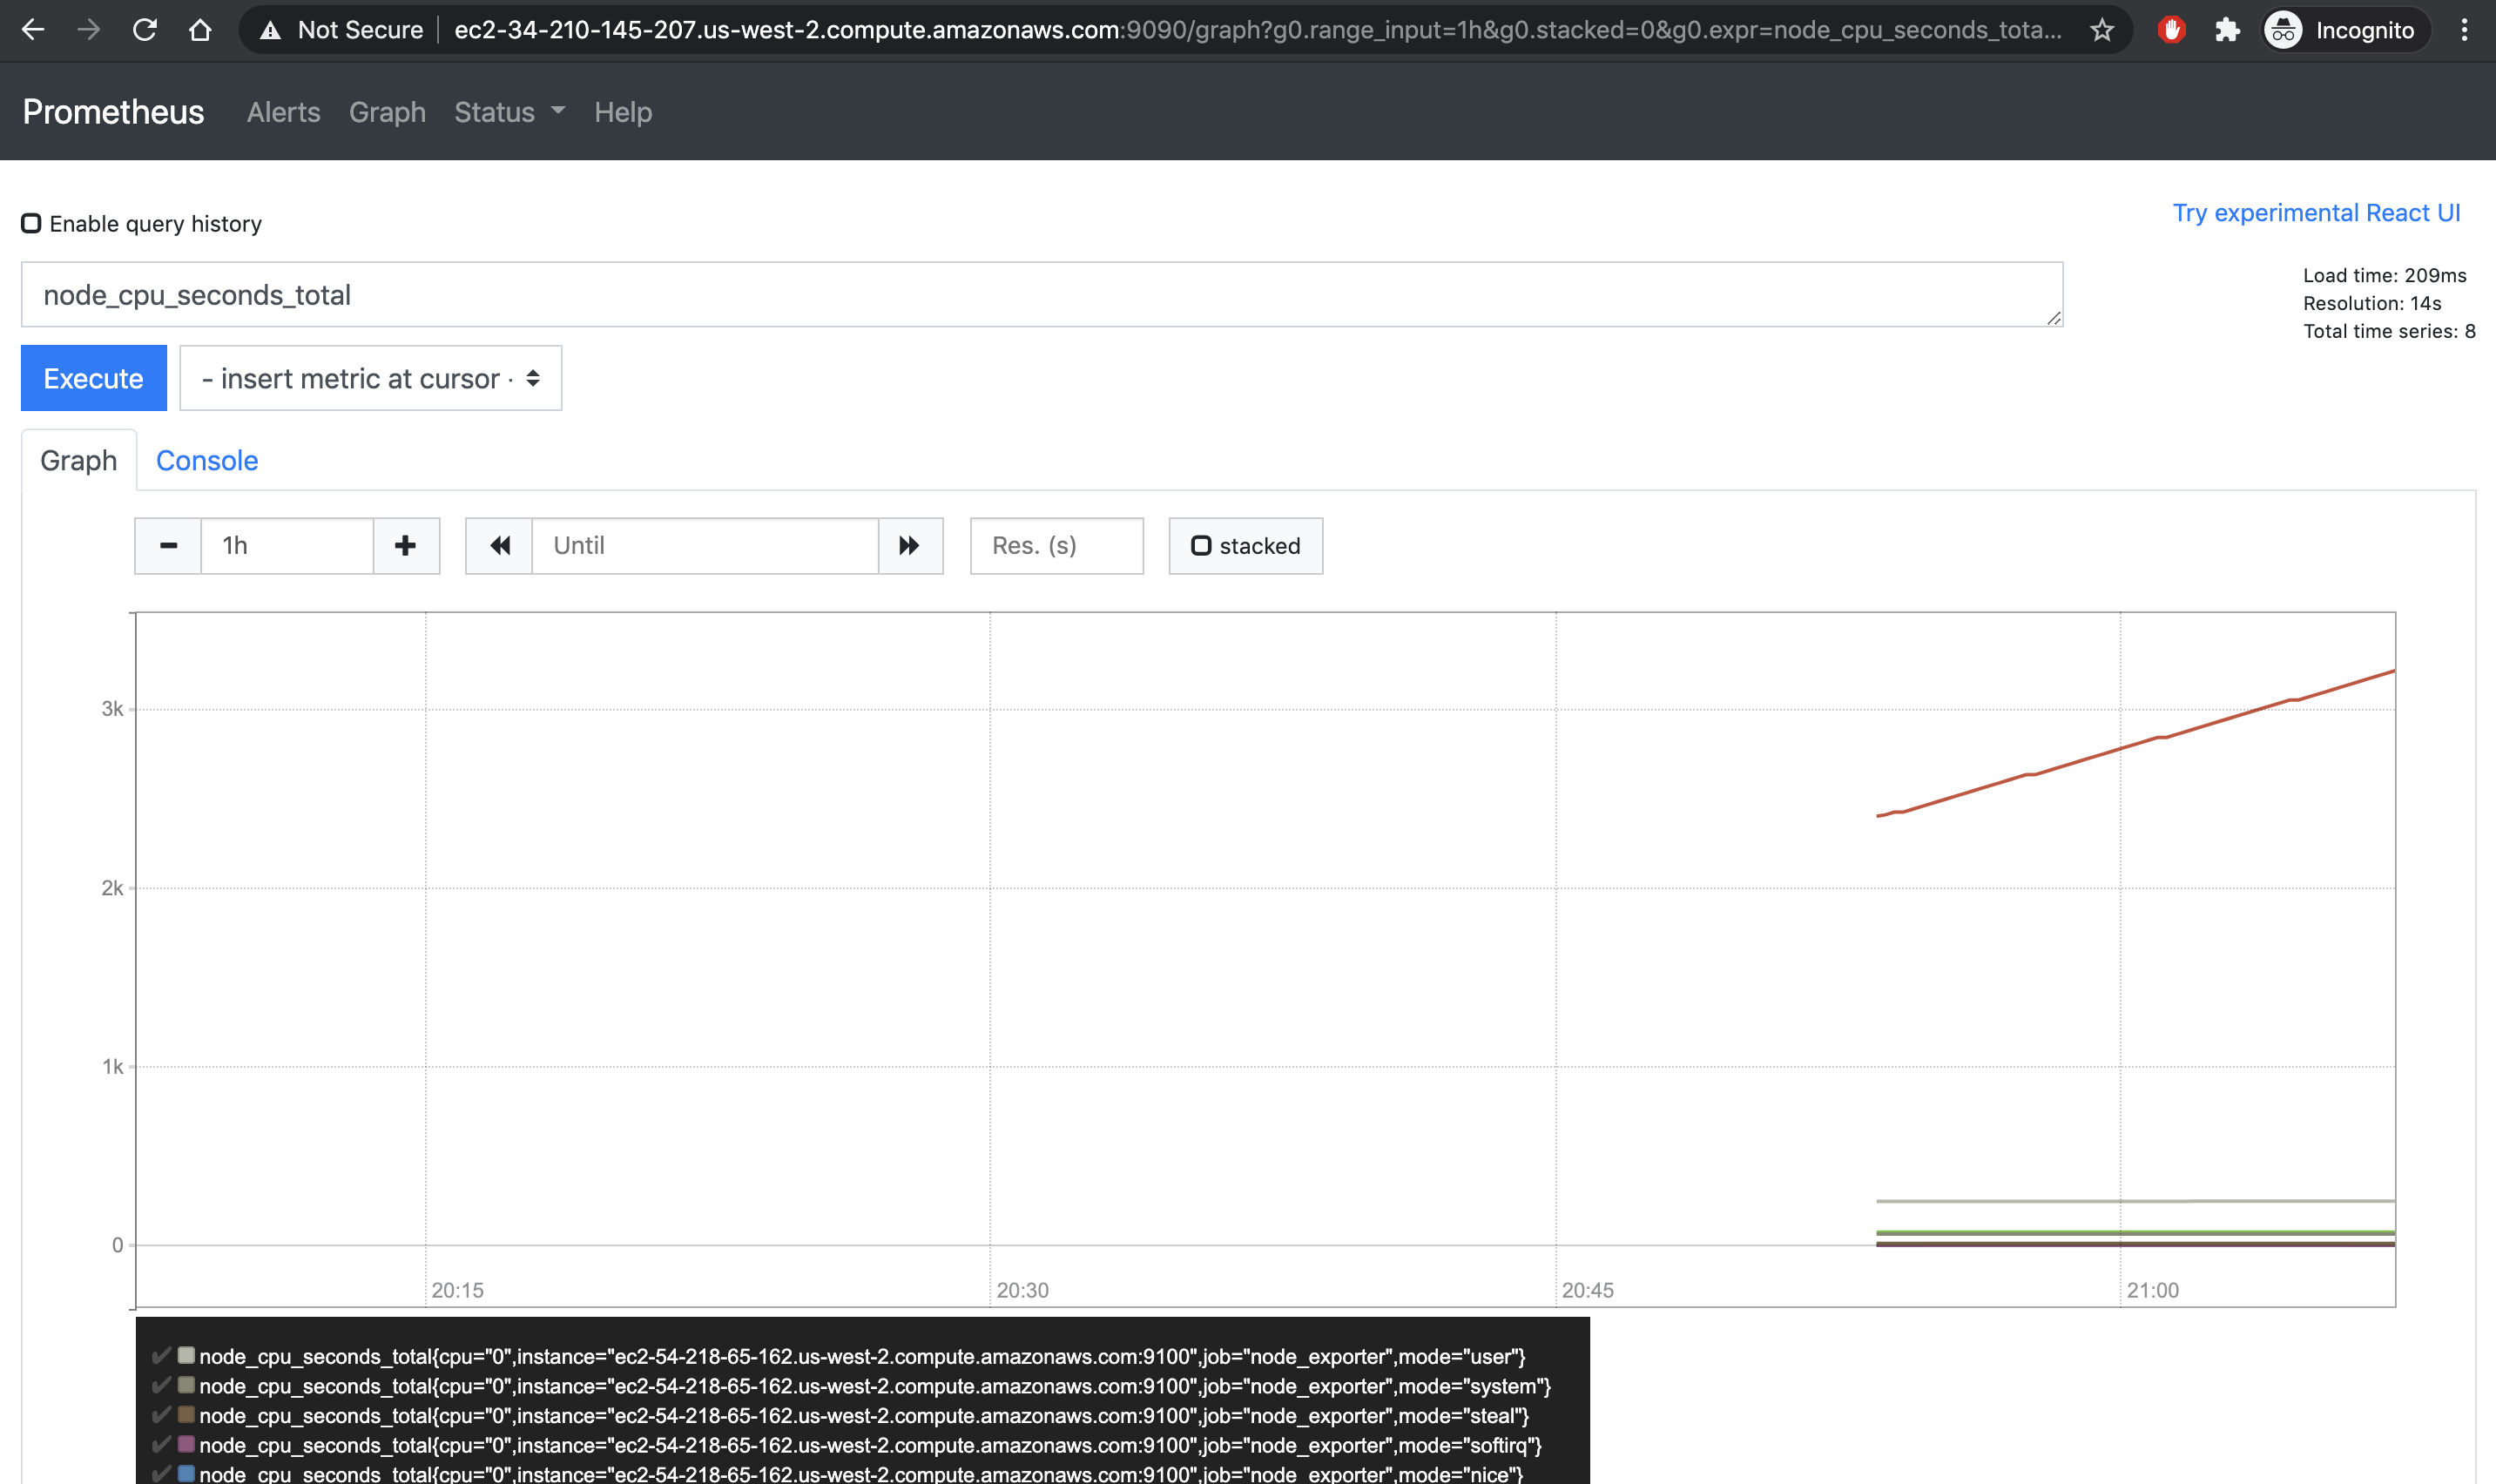 Not Secure ec2-34-210-145-207.us-west-2.compute.amazonaws.com:9090/graph?g0.range_input=1h&g0.stacked=0&g0.expr=node_cpu_seconds_tota... Incognito
Prometheus Alerts Graph Status Help
Enable query history
Try experimental React UI
node_cpu_seconds_total
Load time: 209ms
Resolution: 14s
Total time series: 8
Execute - insert metric at cursor -
Graph Console
1h Until Res. (s) stacked
3k
2k
1k
0
20:15 20:30 20:45 21:00
node_cpu_seconds_total{cpu="0",instance="ec2-54-218-65-162.us-west-2.compute.amazonaws.com:9100",job="node_exporter",mode="user"}
node_cpu_seconds_total{cpu="0",instance="ec2-54-218-65-162.us-west-2.compute.amazonaws.com:9100",job="node_exporter",mode="system"}
node_cpu_seconds_total{cpu="0",instance="ec2-54-218-65-162.us-west-2.compute.amazonaws.com:9100",job="node_exporter",mode="steal"}
node_cpu_seconds_total{cpu="0",instance="ec2-54-218-65-162.us-west-2.compute.amazonaws.com:9100",job="node_exporter",mode="softirq"}
node_cpu_seconds_total{cpu="0",instance="ec2-54-218-65-162.us-west-2.compute.amazonaws.com:9100",job="node_exporter",mode="nice"}